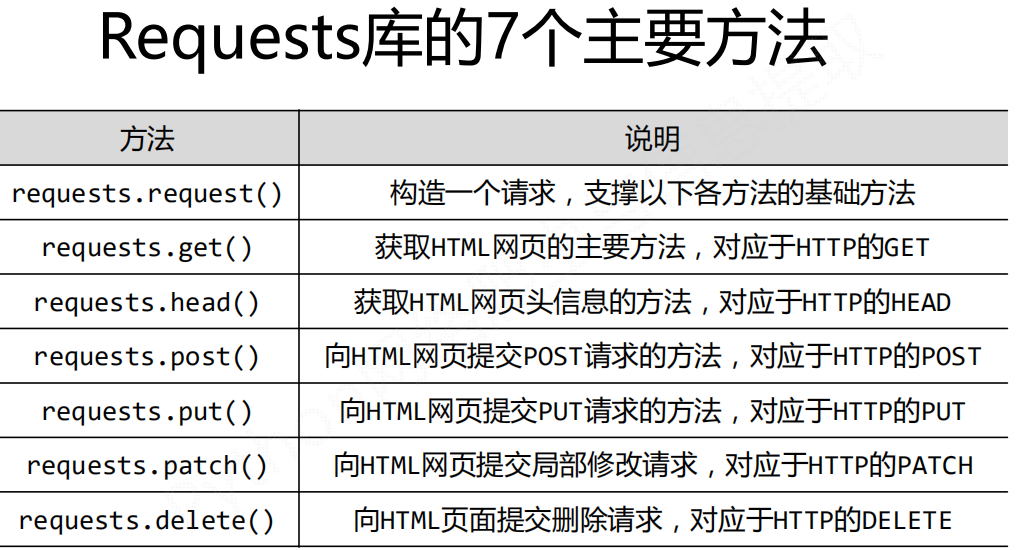 Requests库的7个主要方法
方法 说明
requests.request() 构造一个请求，支撑以下各方法的基础方法
requests.get() 获取HTML网页的主要方法，对应于HTTP的GET
requests.head() 获取HTML网页头信息的方法，对应于HTTP的HEAD
requests.post() 向HTML网页提交POST请求的方法，对应于HTTP的POST
requests.put() 向HTML网页提交PUT请求的方法，对应于HTTP的PUT
requests.patch() 向HTML网页提交局部修改请求，对应于HTTP的PATCH
requests.delete() 向HTML页面提交删除请求，对应于HTTP的DELETE